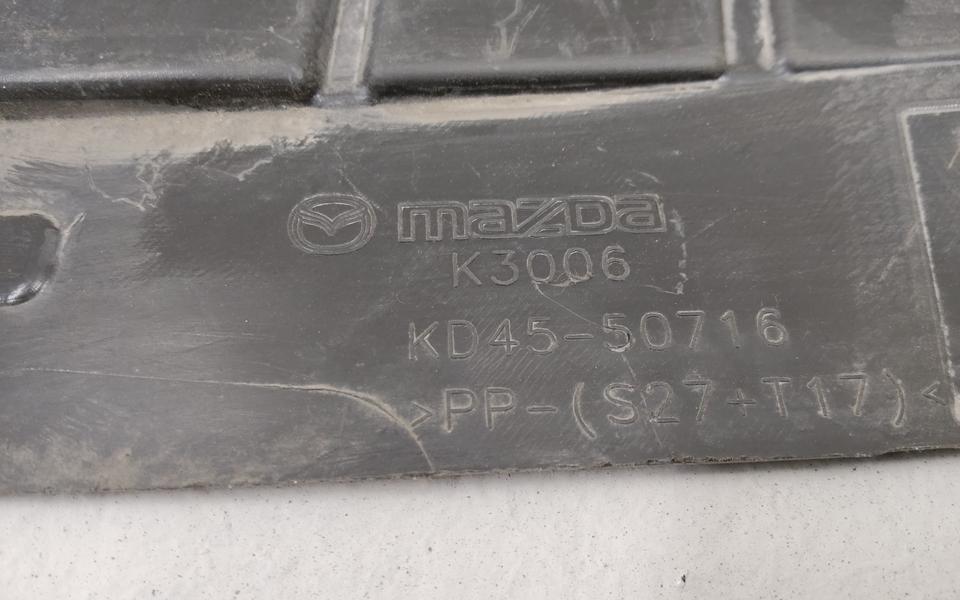 mazda
K3006
KD45-50716
>PP-(S27+T17)<